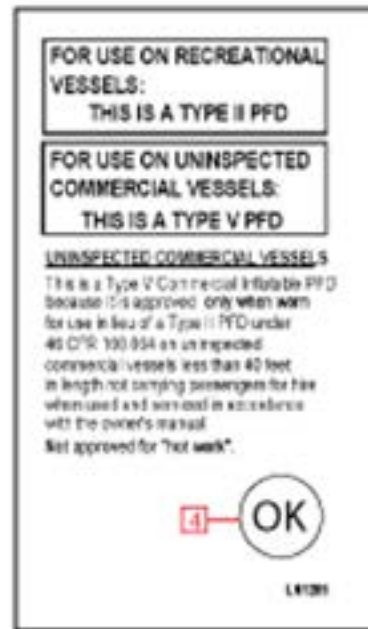 FOR USE ON RECREATIONAL
VESSELS:
THIS IS A TYPE II PFD
FOR USE ON UNINSPECTED
COMMERCIAL VESSELS:
THIS IS A TYPE V PFD
UNINSPECTED COMMERCIAL VESSELS
This is a Type V Commercial Inflatable PFD
because it is approved only when worn
for use in lieu of a Type II PFD under
46 CFR on uninspected
commercial vessels less than 40 feet
in length not carrying passengers for hire
when used and serviced in accordance
with the owner's manual
Not approved for "hot work".
4
OK